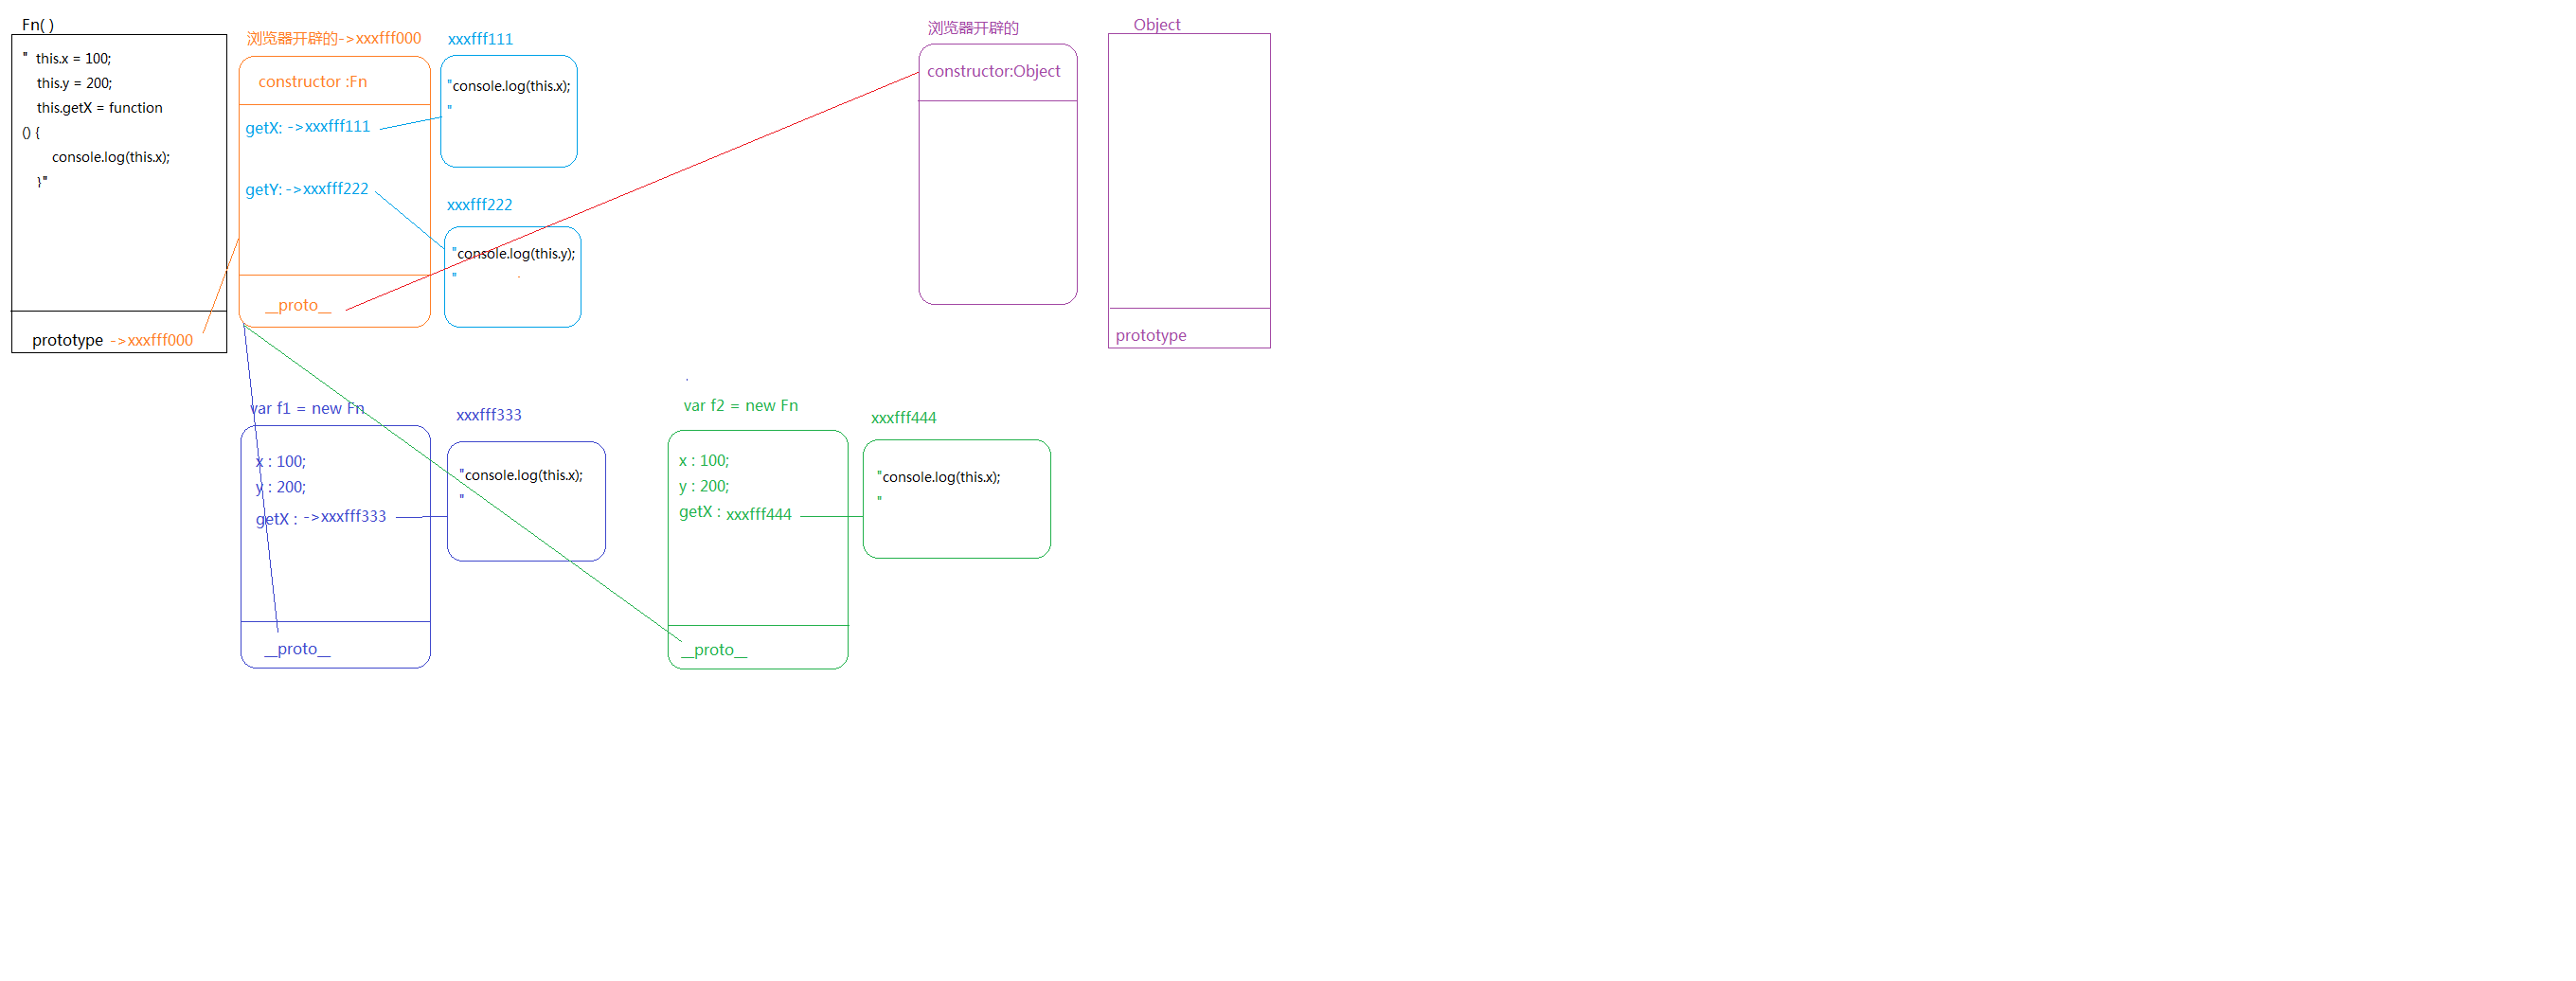 Fn( )
" this.x = 100;
this.y = 200;
this.getX = function
() {
console.log(this.x);
}"
prototype ->xxxfff000
浏览器开辟的->xxxfff000
constructor :Fn
getX: ->xxxfff111
getY: ->xxxfff222
__proto__
xxxfff111
"console.log(this.x);
"
xxxfff222
"console.log(this.y);
"
浏览器开辟的
constructor:Object
Object
prototype
var f1 = new Fn
x : 100;
y : 200;
getX : ->xxxfff333
__proto__
xxxfff333
"console.log(this.x);
"
var f2 = new Fn
x : 100;
y : 200;
getX : xxxfff444
__proto__
xxxfff444
"console.log(this.x);
"